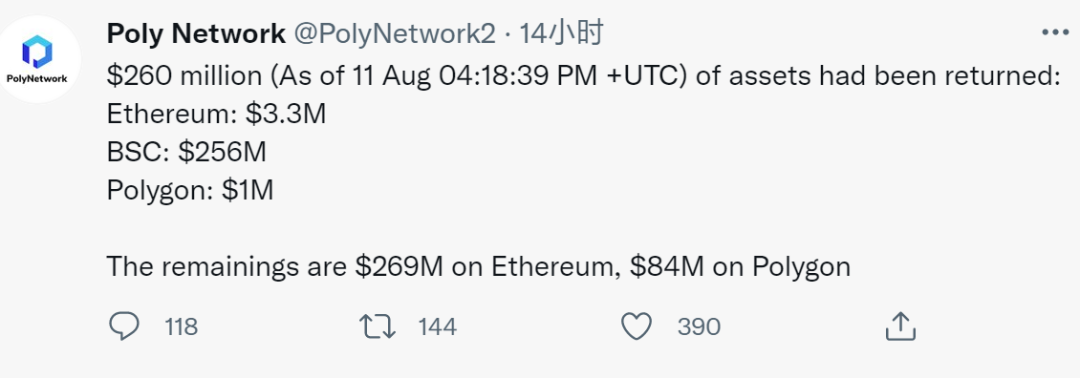 Poly Network @PolyNetwork2 · 14小时
PolyNetwork
$260 million (As of 11 Aug 04:18:39 PM +UTC) of assets had been returned:
Ethereum: $3.3M
BSC: $256M
Polygon: $1M
The remainings are $269M on Ethereum, $84M on Polygon
118 144 390